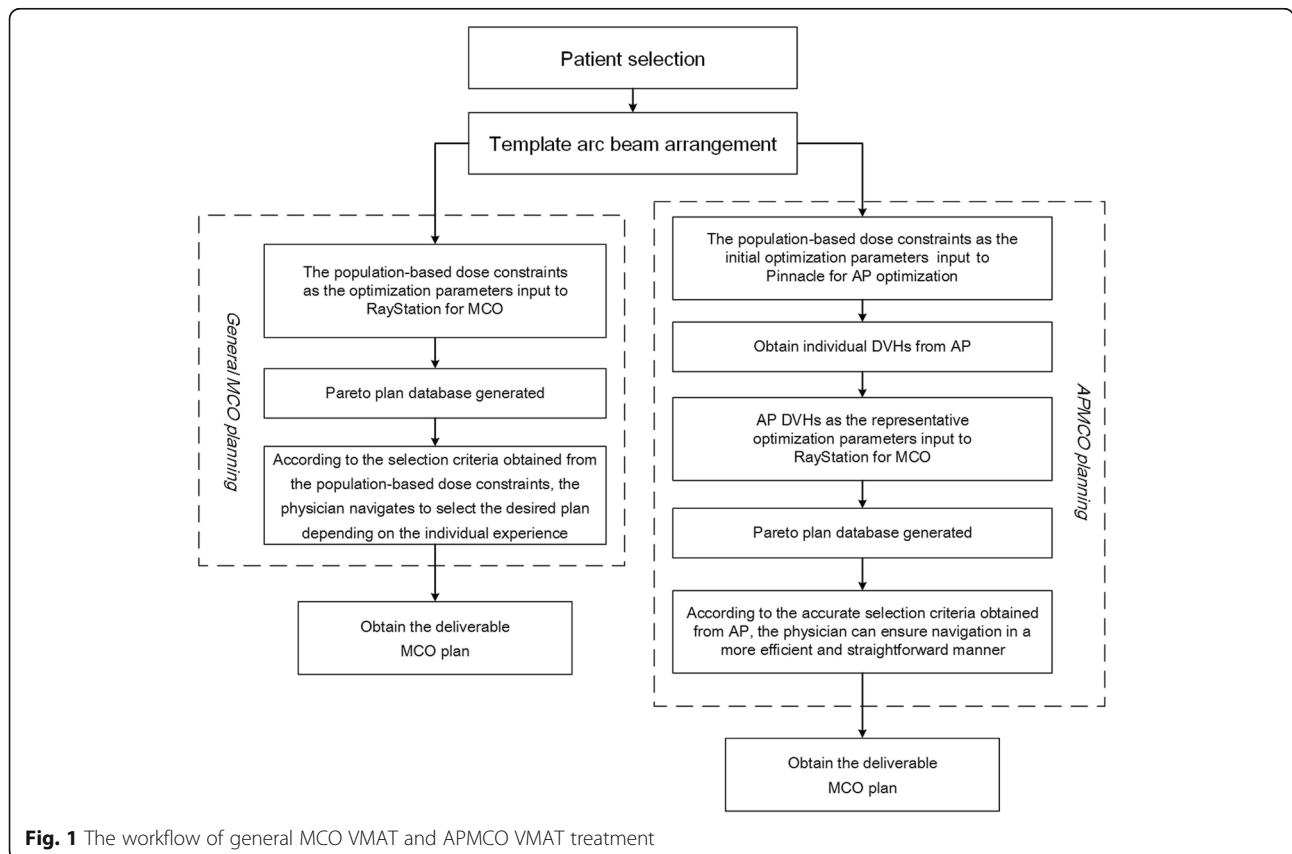 Patient selection
Template arc beam arrangement
General MCO planning
The population-based dose constraints
as the optimization parameters input to
RayStation for MCO
Pareto plan database generated
According to the selection criteria obtained from
the population-based dose constraints, the
physician navigates to select the desired plan
depending on the individual experience
Obtain the deliverable
MCO plan
APMCO planning
The population-based dose constraints as the
initial optimization parameters input to
Pinnacle for AP optimization
Obtain individual DVHs from AP
AP DVHs as the representative
optimization parameters input to
RayStation for MCO
Pareto plan database generated
According to the accurate selection criteria obtained
from AP, the physician can ensure navigation in a
more efficient and straightforward manner
Obtain the deliverable
MCO plan
Fig. 1 The workflow of general MCO VMAT and APMCO VMAT treatment